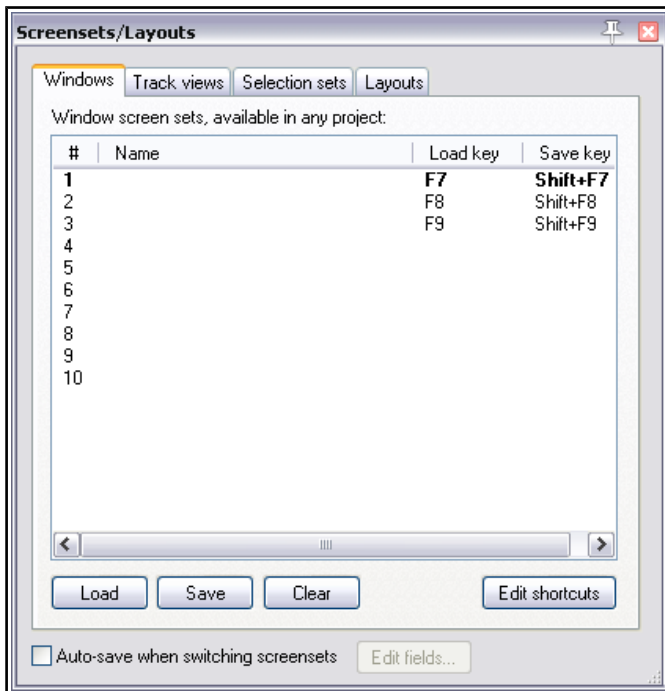 Screensets/Layouts
Windows Track views Selection sets Layouts
Window screen sets, available in any project:
# Name Load key Save key
1 F7 Shift+F7
2 F8 Shift+F8
3 F9 Shift+F9
4
5
6
7
8
9
10
Load Save Clear Edit shortcuts
Auto-save when switching screensets Edit fields...